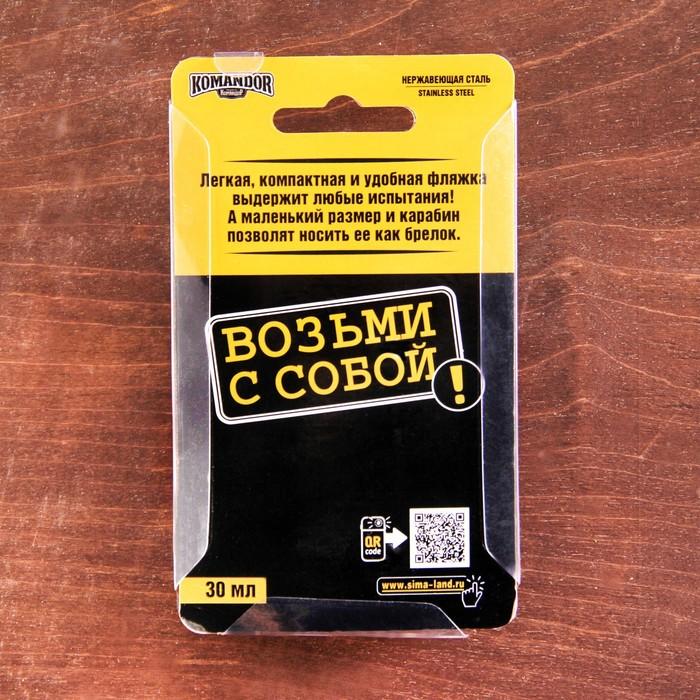 KOMANDOR
Командор
НЕРЖАВЕЮЩАЯ СТАЛЬ
STAINLESS STEEL
Легкая, компактная и удобная фляжка
выдержит любые испытания!
А маленький размер и карабин
позволят носить ее как брелок.
ВОЗЬМИ
С СОБОЙ!
QR
code
30 мл
www.sima-land.ru